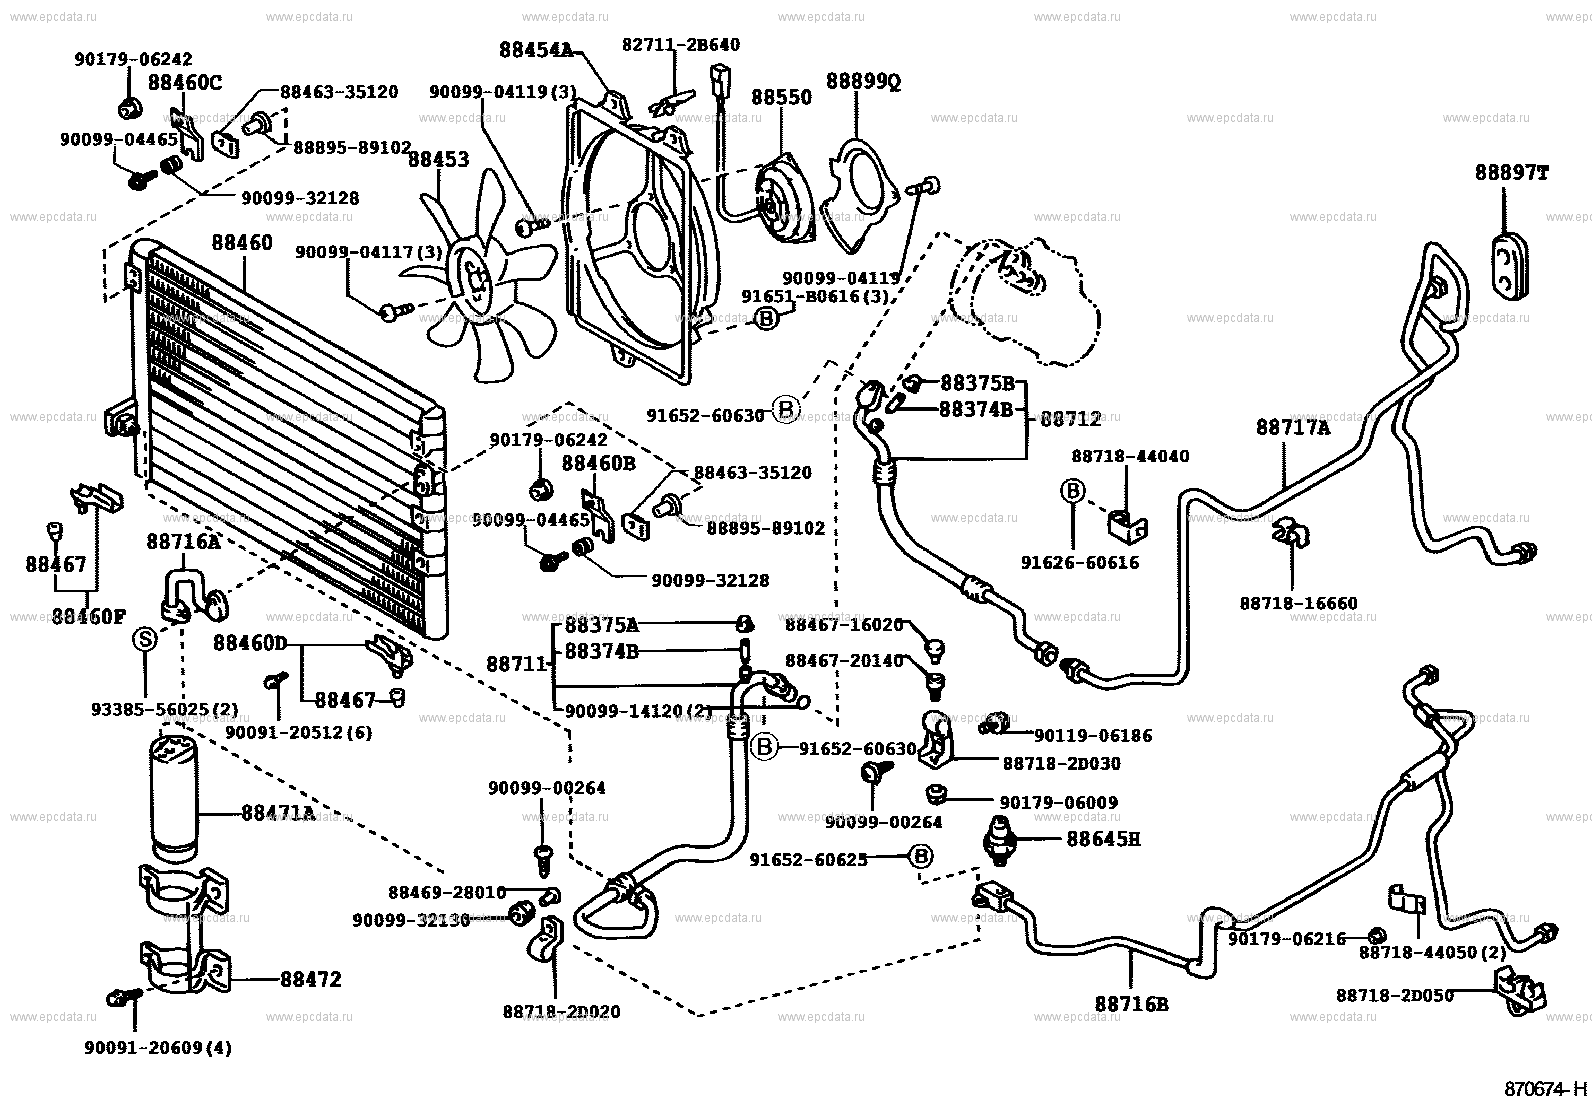 www.epcdata.ru
90179-06242
88460C
88463-35120
90099-04465
88895-89102
90099-32128
88454A
82711-2B640
90099-04119(3)
88453
88550
88899Q
88897T
88460
90099-04117(3)
90099-04119
91651-B0616(3)
B
91652-60630
B
88375B
88374B
88712
88717A
88718-44040
B
91626-60616
88718-16660
90179-06242
88460B
88463-35120
90099-04465
88895-89102
90099-32128
88467
88460F
88716A
S
93385-56025(2)
88460D
88467
90091-20512(6)
88375A
88374B
88711
90099-14120(2)
B
91652-60630
88467-16020
88467-20140
90119-06186
88718-2D030
90099-00264
90179-06009
88645H
91652-60625
B
88471A
90099-00264
88469-28010
90099-32130
88718-2D020
88472
90091-20609(4)
88716B
90179-06216
88718-44050(2)
88718-2D050
870674-H